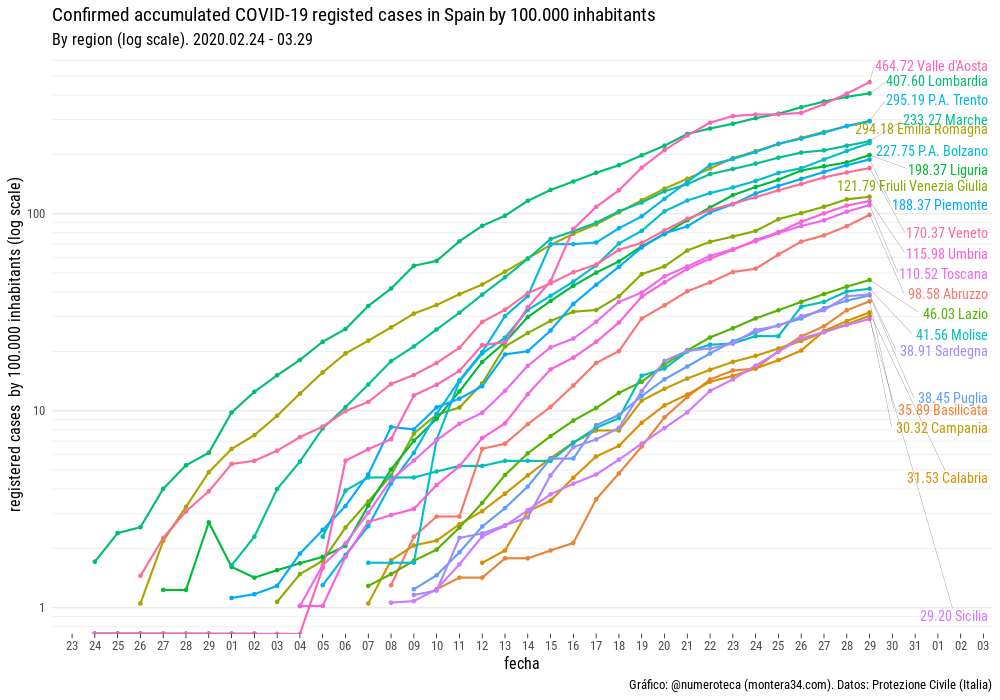 Confirmed accumulated COVID-19 registed cases in Spain by 100.000 inhabitants
By region (log scale). 2020.02.24 - 03.29
registered cases by 100.000 inhabitants (log scale)
100
10
1
464.72 Valle d'Aosta
407.60 Lombardia
295.19 P.A. Trento
233.27 Marche
294.18 Emilia Romagna
227.75 P.A. Bolzano
198.37 Liguria
121.79 Friuli Venezia Giulia
188.37 Piemonte
170.37 Veneto
115.98 Umbria
110.52 Toscana
98.58 Abruzzo
46.03 Lazio
41.56 Molise
38.91 Sardegna
38.45 Puglia
35.89 Basilicata
30.32 Campania
31.53 Calabria
29.20 Sicilia
23 24 25 26 27 28 29 01 02 03 04 05 06 07 08 09 10 11 12 13 14 15 16 17 18 19 20 21 22 23 24 25 26 27 28 29 30 31 01 02 03
fecha
Gráfico: @numeroteca (montera34.com). Datos: Protezione Civile (Italia)